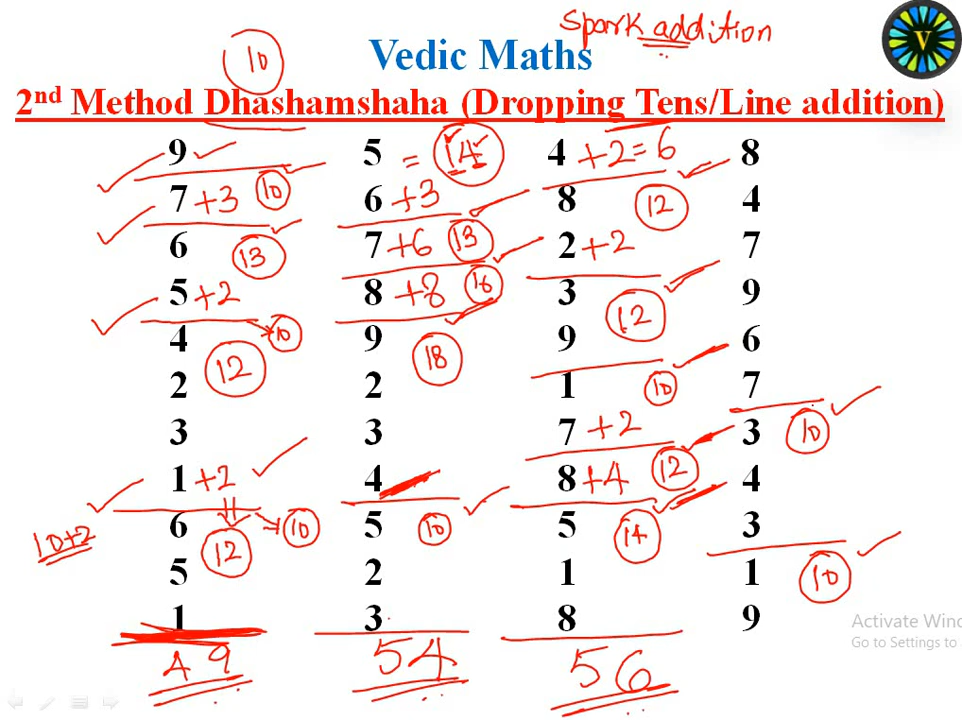 Spark addition
10
Vedic Maths
V
2nd Method Dhashamshaha (Dropping Tens/Line addition)
9 5 = 14 4 +2=6 8
7 +3 10 6 +3 8 12 4
6 13 7 +6 13 2 +2 7
5 +2 8 +8 16 3 12 9
4 10 12 9 18 9 6
2 2 1 10 7
3 3 7 +2 3 10
1 +2 4 8 +4 12 4
10+2 6 12 10 5 10 5 14 3
5 2 1 1 10
1 3 8 9
Activate Wind
Go to Settings to
49 54 56